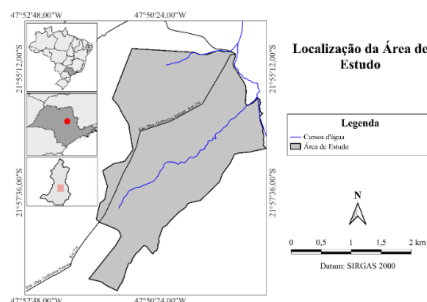 47°52'48,00"S
47°50'24,00"S
21°55'12,00"S
21°55'12,00"S
21°57'36,00"S
21°57'36,00"S
47°52'48,00"S
47°50'24,00"S
Localização da Área de
Estudo
Legenda
Cursos d'água
Área de Estudo
N
0 0,5 1 1,5 2 km
Datum: SIRGAS 2000